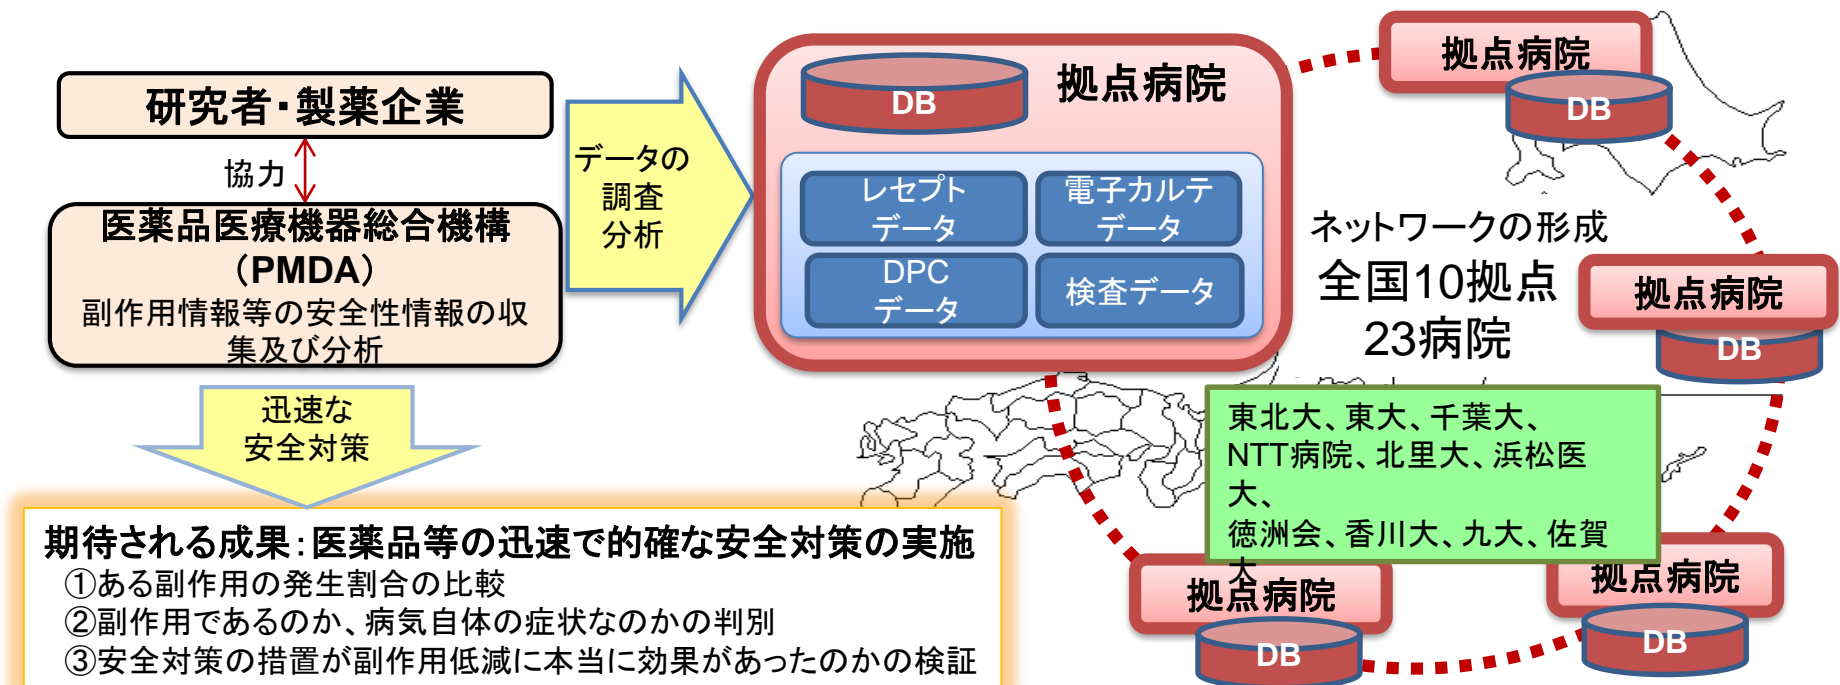 研究者・製薬企業
協力
医薬品医療機器総合機構
（PMDA）
副作用情報等の安全性情報の収
集及び分析
データの
調査
分析
迅速な
安全対策
期待される成果：医薬品等の迅速で的確な安全対策の実施
①ある副作用の発生割合の比較
②副作用であるのか、病気自体の症状なのかの判別
③安全対策の措置が副作用低減に本当に効果があったのかの検証
拠点病院
DB
レセプト
データ
電子カルテ
データ
DPC
データ
検査データ
拠点病院
DB
ネットワークの形成
全国10拠点
23病院
拠点病院
DB
東北大、東大、千葉大、
NTT病院、北里大、浜松医
大、
徳洲会、香川大、九大、佐賀
大
拠点病院
DB
拠点病院
DB